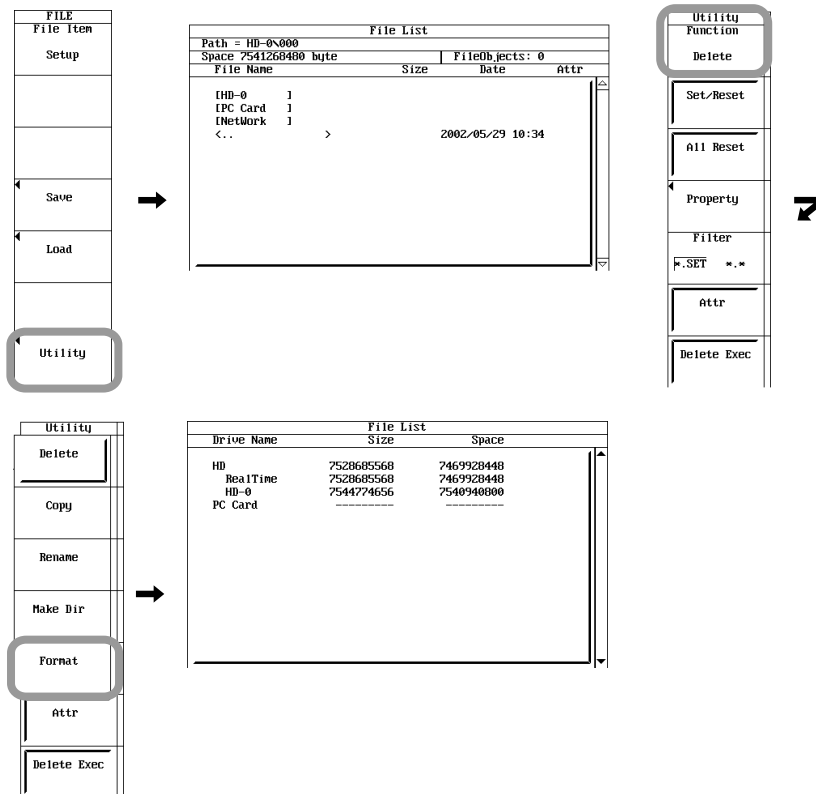 FILE
File Item
Setup
Save
Load
Utility
File List
Path = HD-0\000
Space 7541268480 byte FileObjects: 0
File Name Size Date Attr
[HD-0 ]
[PC Card ]
[NetWork ]
<.. > 2002/05/29 10:34
Utility
Function
Delete
Set/Reset
All Reset
Property
Filter
*.SET *.*
Attr
Delete Exec
Utility
Delete
Copy
Rename
Make Dir
Format
Attr
Delete Exec
File List
Drive Name Size Space
HD 7528685568 7469928448
RealTime 7528685568 7469928448
HD-0 7544774656 7540940800
PC Card --------- ---------